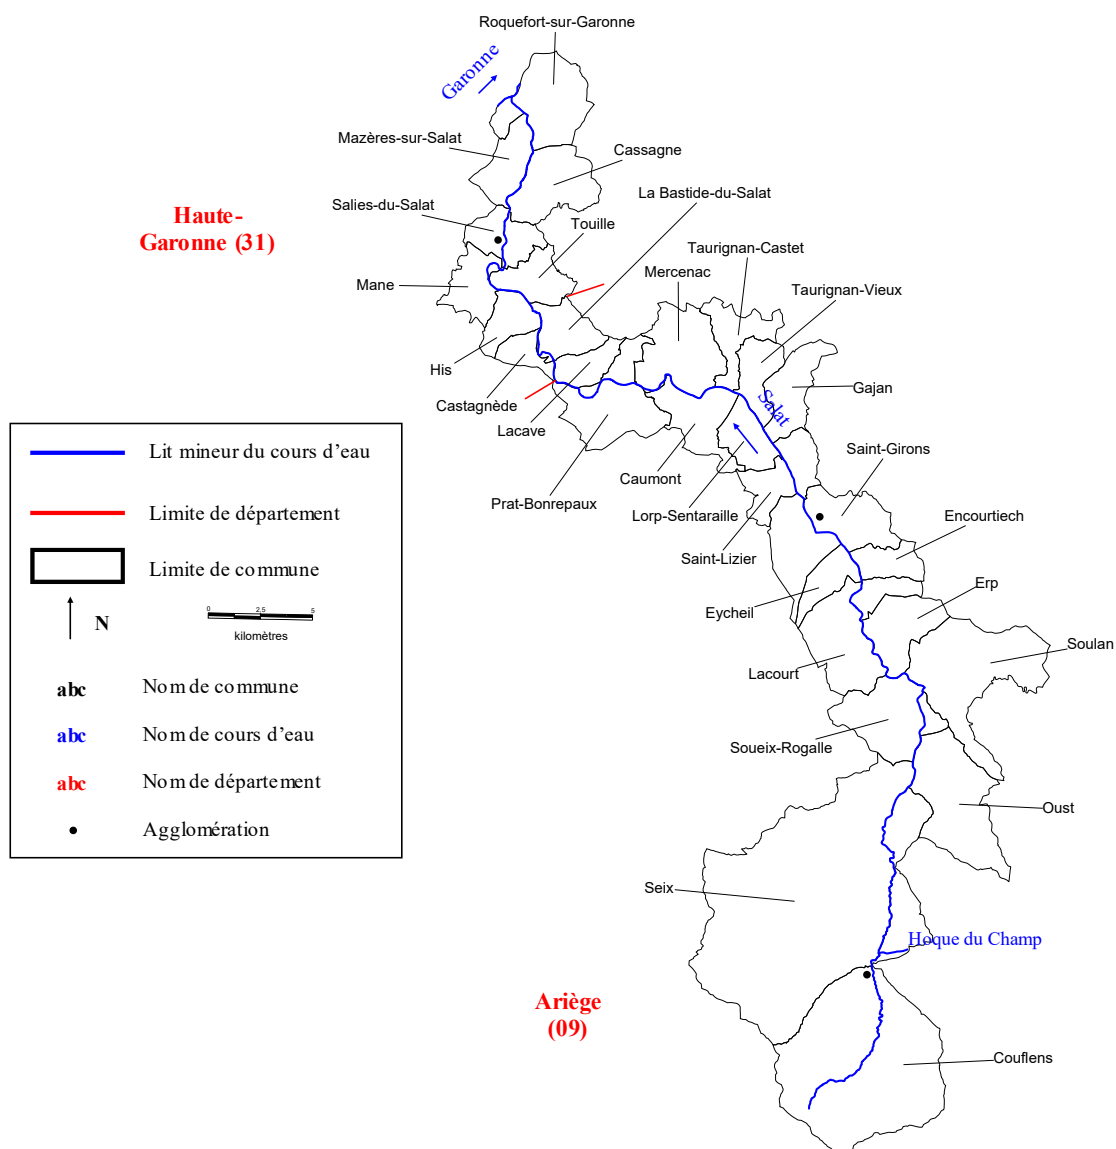 Roquefort-sur-Garonne
Garonne
Mazères-sur-Salat
Cassagne
La Bastide-du-Salat
Salies-du-Salat
Haute-
Garonne (31)
Touille
Taurignan-Castet
Mercenac
Taurignan-Vieux
Mane
His
Gajan
Castagnède
Salat
Lacave
Saint-Girons
Caumont
Prat-Bonrepaux
Lorp-Sentaraille
Encourtiech
Saint-Lizier
Erp
Eycheil
Soulan
Lacourt
Soueix-Rogalle
Oust
Seix
Hoque du Champ
Ariège
(09)
Couflens
Lit mineur du cours d'eau
Limite de département
Limite de commune
N
0 2,5 5
kilomètres
abc Nom de commune
abc Nom de cours d'eau
abc Nom de département
Agglomération